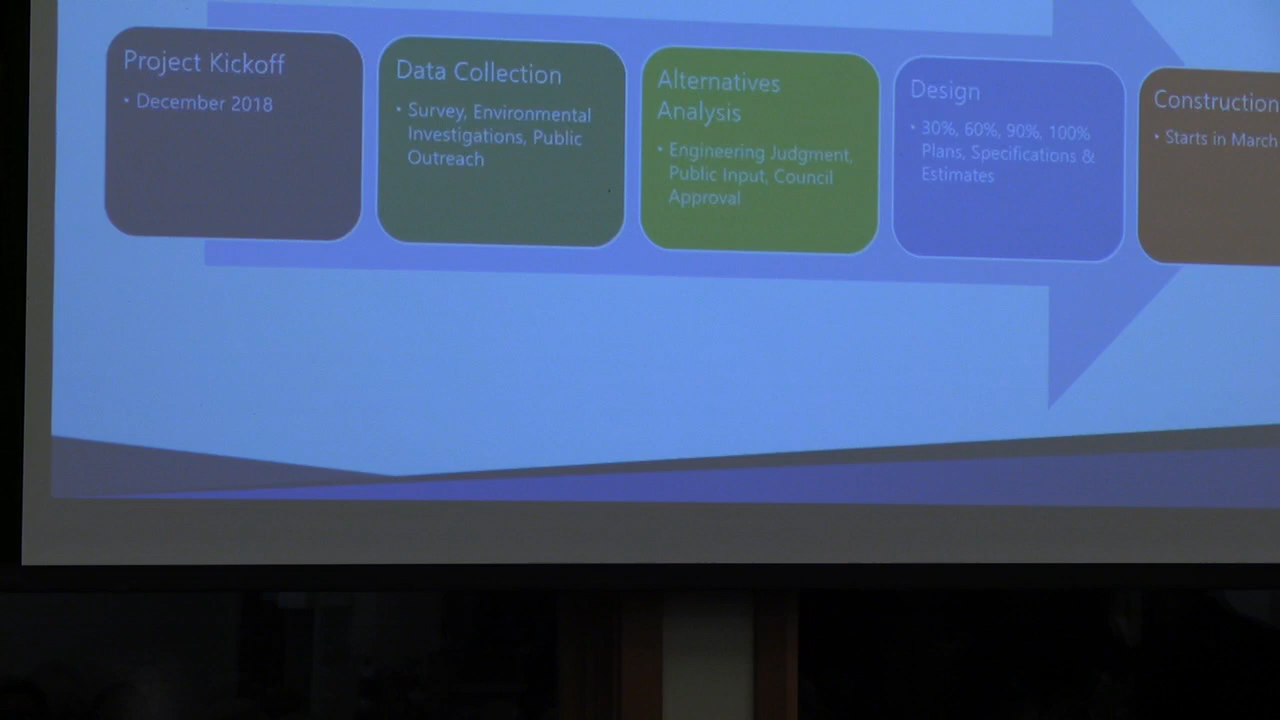 Project Kickoff
• December 2018
Data Collection
• Survey, Environmental
Investigations, Public
Outreach
Alternatives
Analysis
• Engineering Judgment,
Public Input, Council
Approval
Design
• 30%, 60%, 90%, 100%
Plans, Specifications &
Estimates
Construction
• Starts in March